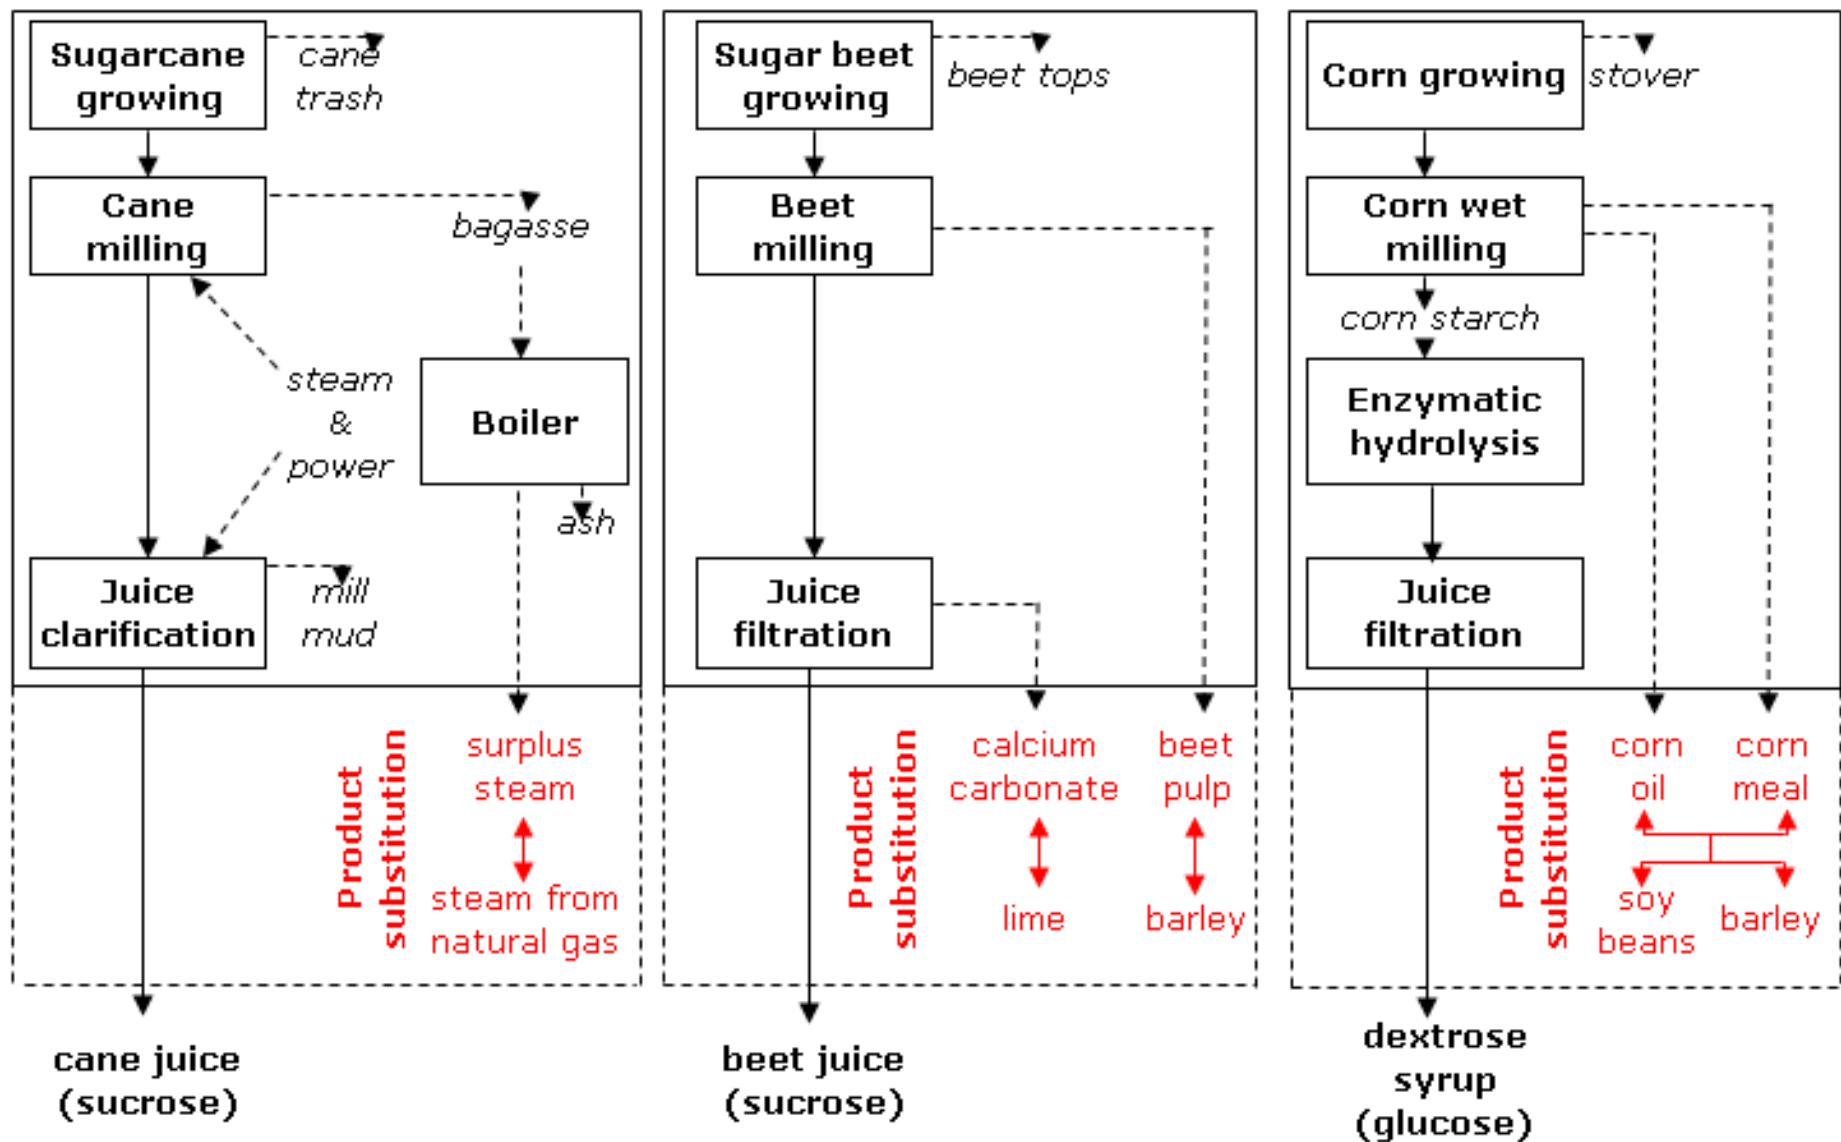 Sugarcane
growing
cane
trash
Cane
milling
bagasse
steam
&
power
Boiler
ash
Juice
clarification
mill
mud
Product
substitution
surplus
steam
steam from
natural gas
cane juice
(sucrose)
Sugar beet
growing
beet tops
Beet
milling
Juice
filtration
Product
substitution
calcium
carbonate
lime
beet
pulp
barley
beet juice
(sucrose)
Corn growing
stover
Corn wet
milling
corn starch
Enzymatic
hydrolysis
Juice
filtration
Product
substitution
corn
oil
corn
meal
soy
beans
barley
dextrose
syrup
(glucose)